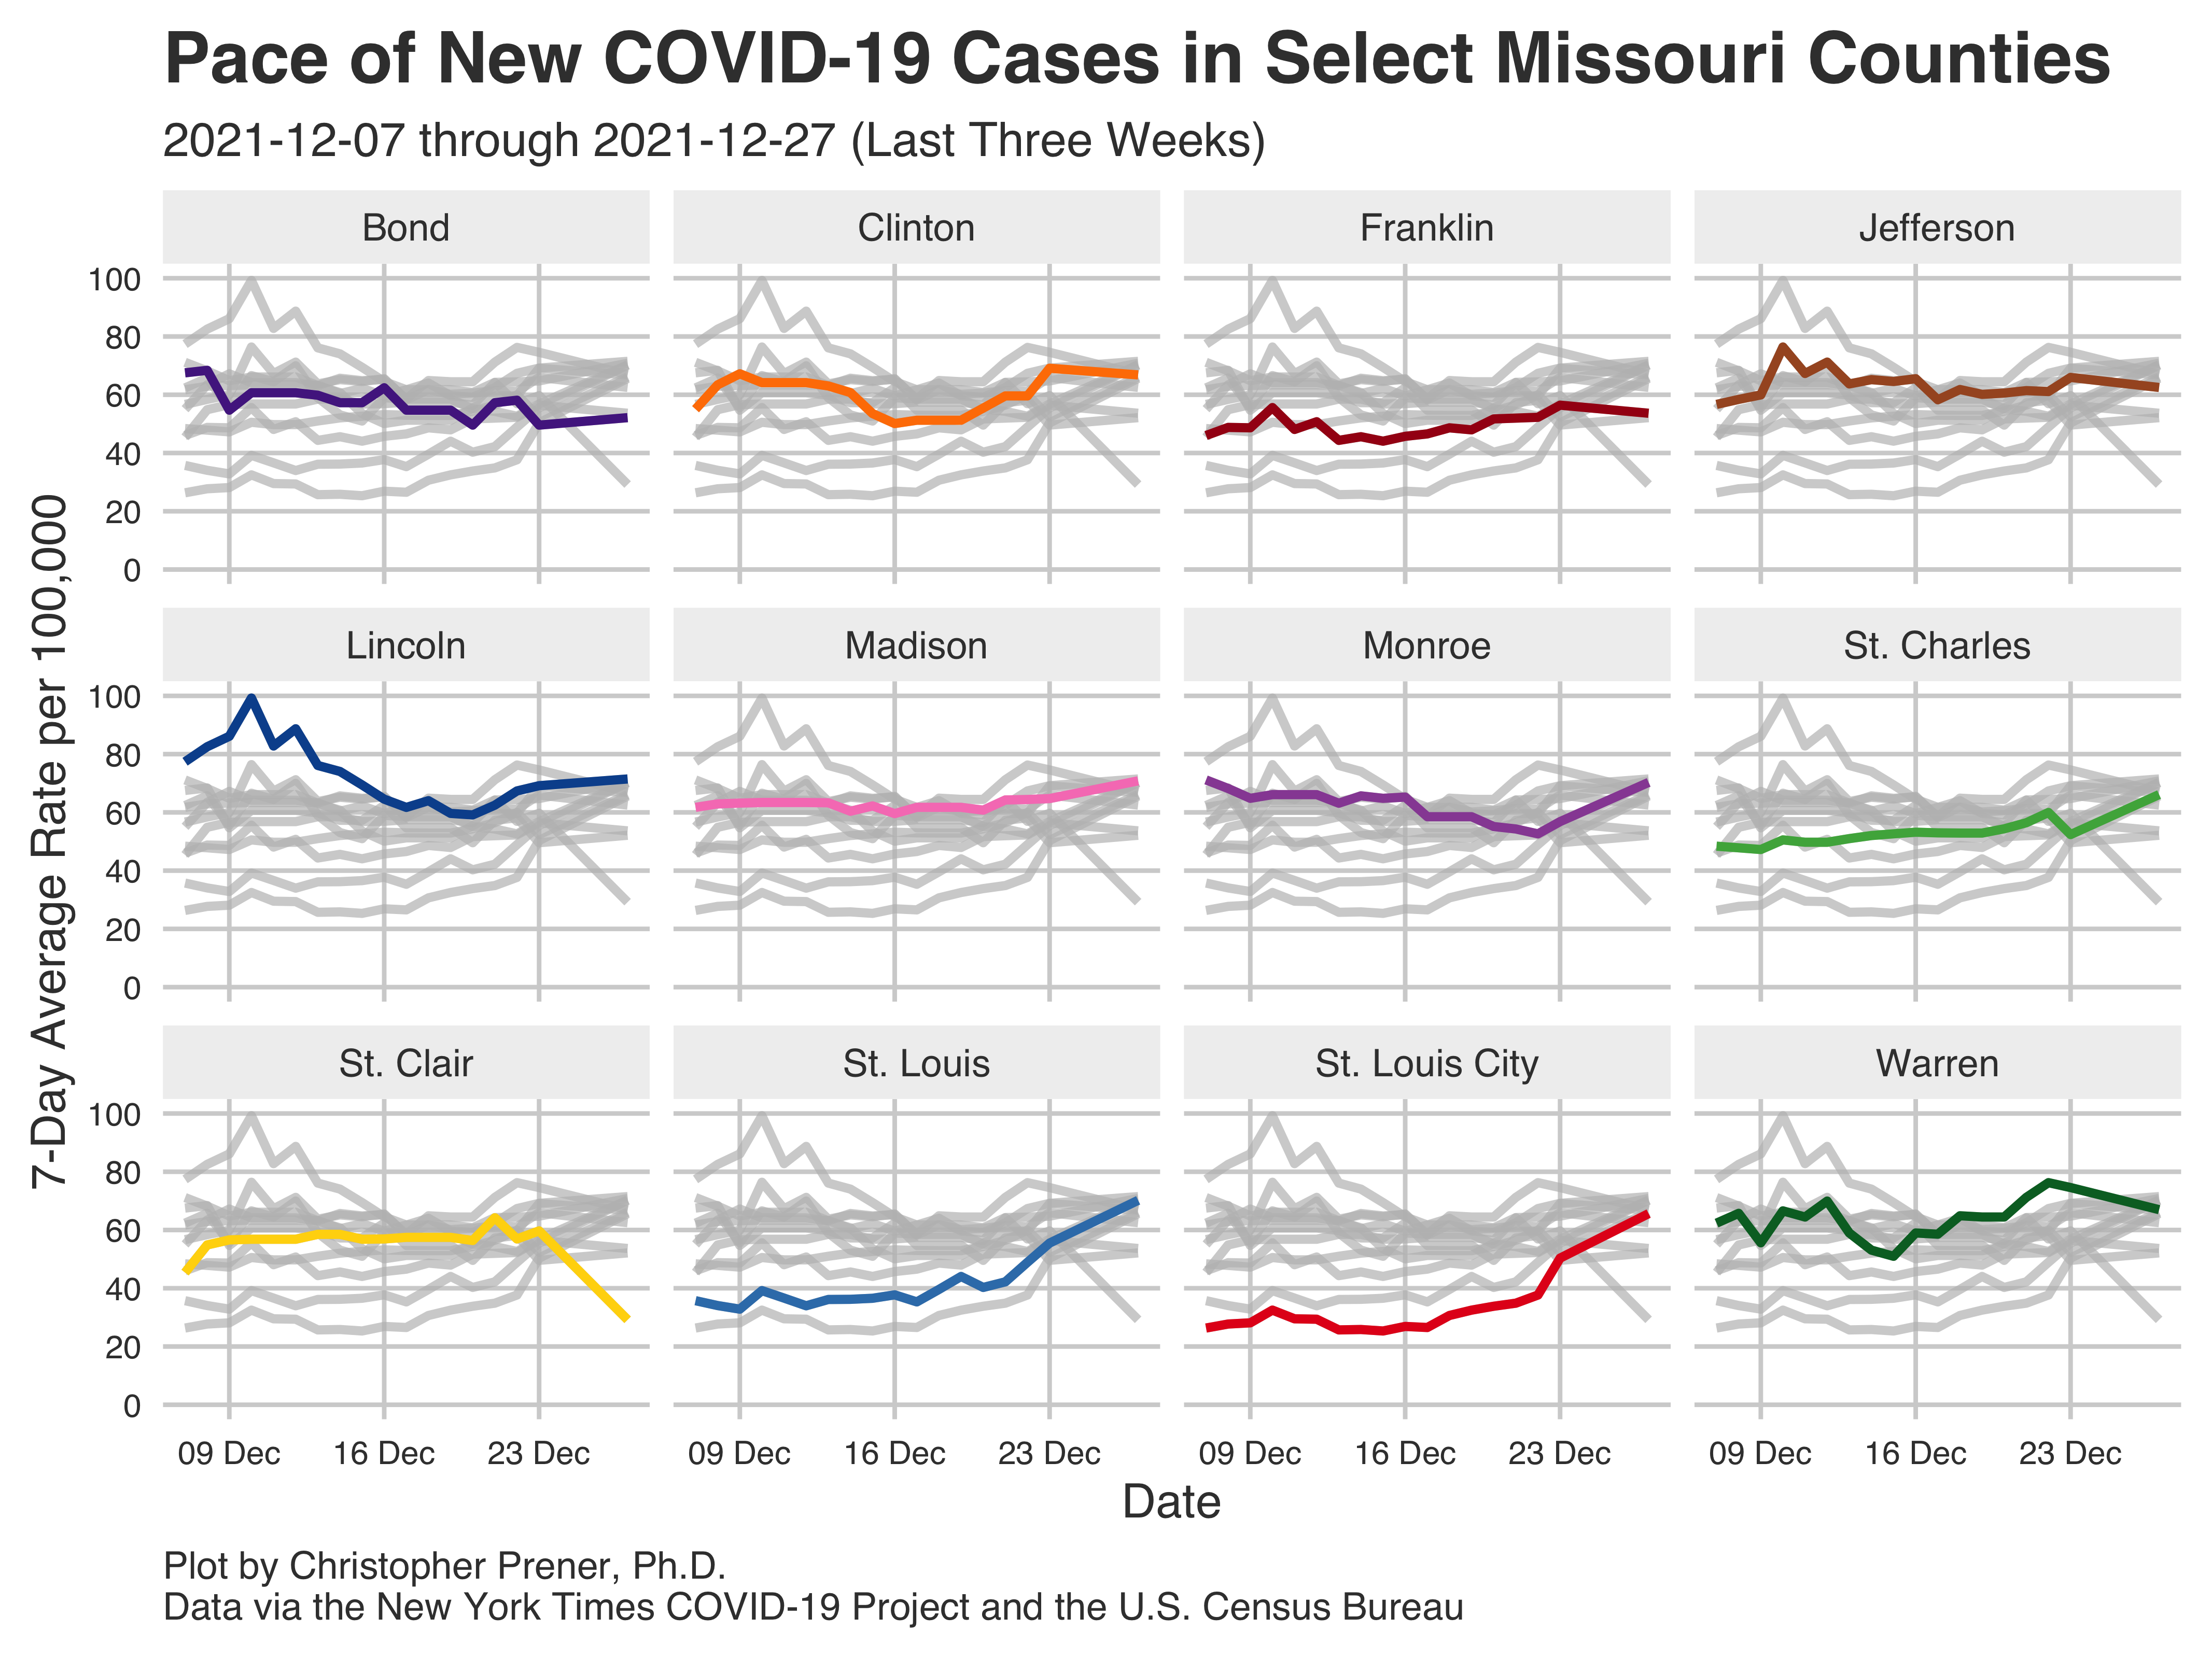 Pace of New COVID-19 Cases in Select Missouri Counties
2021-12-07 through 2021-12-27 (Last Three Weeks)
7-Day Average Rate per 100,000
Bond
Clinton
Franklin
Jefferson
100
80
60
40
20
0
Lincoln
Madison
Monroe
St. Charles
100
80
60
40
20
0
St. Clair
St. Louis
St. Louis City
Warren
100
80
60
40
20
0
09 Dec
16 Dec
23 Dec
09 Dec
16 Dec
23 Dec
09 Dec
16 Dec
23 Dec
09 Dec
16 Dec
23 Dec
Date
Plot by Christopher Prener, Ph.D.
Data via the New York Times COVID-19 Project and the U.S. Census Bureau